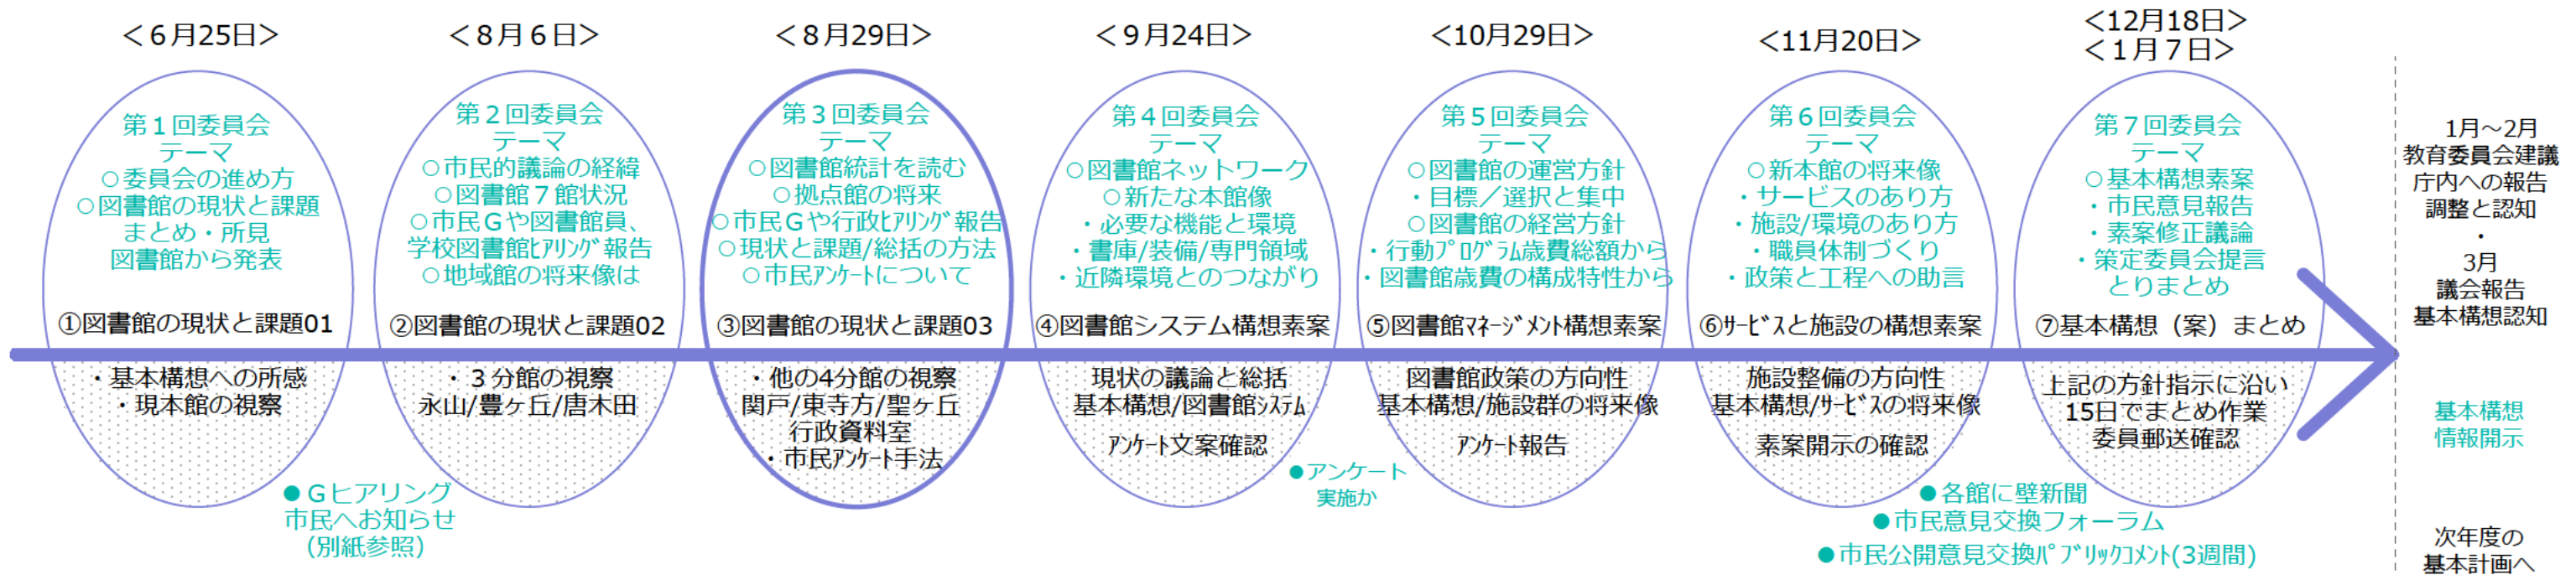 ＜６月25日＞
第１回委員会
テーマ
○委員会の進め方
○図書館の現状と課題
まとめ・所見
図書館から発表
①図書館の現状と課題01
・基本構想への所感
・現本館の視察
●Ｇヒアリング
市民へお知らせ
（別紙参照）
＜８月６日＞
第２回委員会
テーマ
○市民的議論の経緯
○図書館７館状況
○市民Ｇや図書館員、
学校図書館ﾋｱﾘﾝｸﾞ報告
○地域館の将来像は
②図書館の現状と課題02
・３分館の視察
永山/豊ヶ丘/唐木田
＜８月29日＞
第３回委員会
テーマ
○図書館統計を読む
○拠点館の将来
○市民Ｇや行政ﾋｱﾘﾝｸﾞ報告
○現状と課題/総括の方法
○市民ｱﾝｹｰﾄについて
③図書館の現状と課題03
・他の4分館の視察
関戸/東寺方/聖ヶ丘
行政資料室
・市民ｱﾝｹｰﾄ手法
＜９月24日＞
第４回委員会
テーマ
○図書館ネットワーク
○新たな本館像
・必要な機能と環境
・書庫/装備/専門領域
・近隣環境とのつながり
④図書館システム構想素案
現状の議論と総括
基本構想/図書館ｼｽﾃﾑ
ｱﾝｹｰﾄ文案確認
●アンケート
実施か
＜10月29日＞
第５回委員会
テーマ
○図書館の運営方針
・目標／選択と集中
○図書館の経営方針
・行動ﾌﾟﾛｸﾞﾗﾑ歳費総額から
・図書館歳費の構成特性から
⑤図書館ﾏﾈｰｼﾞﾒﾝﾄ構想素案
図書館政策の方向性
基本構想/施設群の将来像
ｱﾝｹｰﾄ報告
＜11月20日＞
第６回委員会
テーマ
○新本館の将来像
・サービスのあり方
・施設/環境のあり方
・職員体制づくり
・政策と工程への助言
⑥ｻｰﾋﾞｽと施設の構想素案
施設整備の方向性
基本構想/ｻｰﾋﾞｽの将来像
素案開示の確認
●各館に壁新聞
●市民意見交換フォーラム
●市民公開意見交換ﾊﾟﾌﾞﾘｯｸｺﾒﾝﾄ(3週間)
＜12月18日＞
＜１月７日＞
第７回委員会
テーマ
○基本構想素案
・市民意見報告
・素案修正議論
・策定委員会提言
とりまとめ
⑦基本構想（案）まとめ
上記の方針指示に沿い
15日でまとめ作業
委員郵送確認
1月～2月
教育委員会建議
庁内への報告
調整と認知
・
3月
議会報告
基本構想認知
基本構想
情報開示
次年度の
基本計画へ